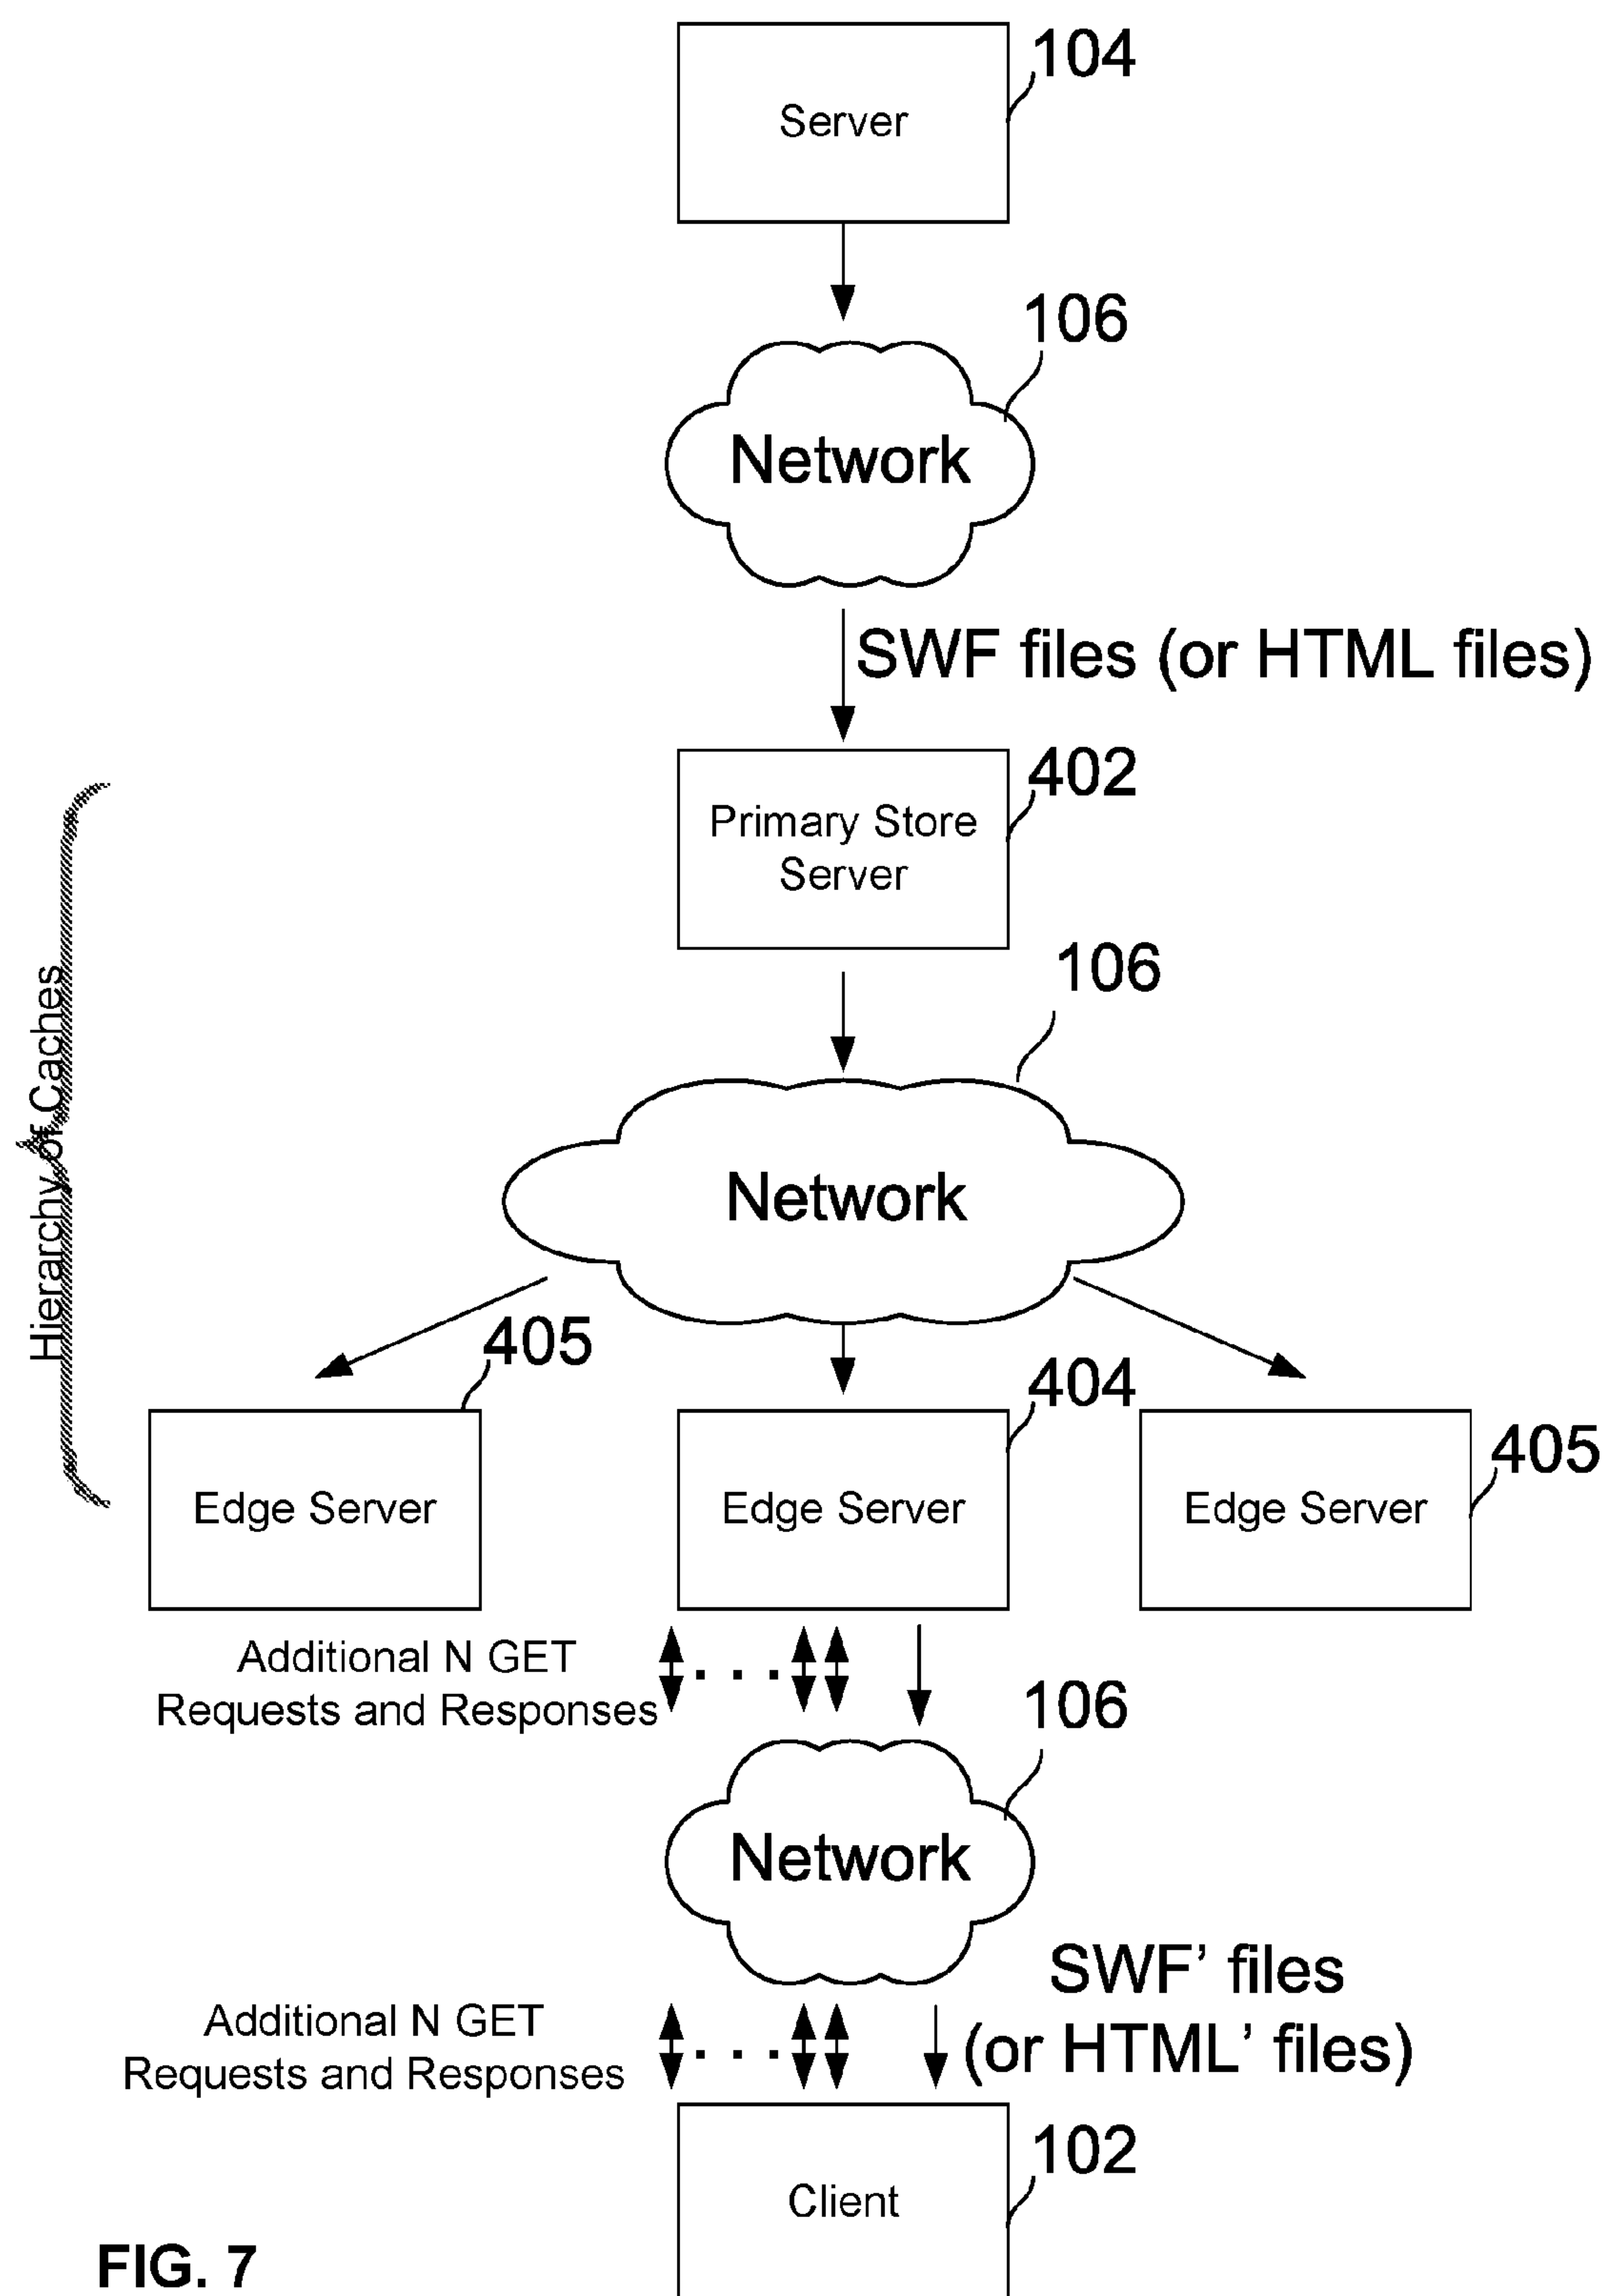 104
Server
106
Network
SWF files (or HTML files)
402
Primary Store
Server
106
Hierarchy of Caches
Network
405
404
405
Edge Server
Edge Server
Edge Server
Additional N GET
Requests and Responses
. . .
106
Network
SWF’ files
(or HTML’ files)
Additional N GET
Requests and Responses
. . .
102
Client
FIG. 7